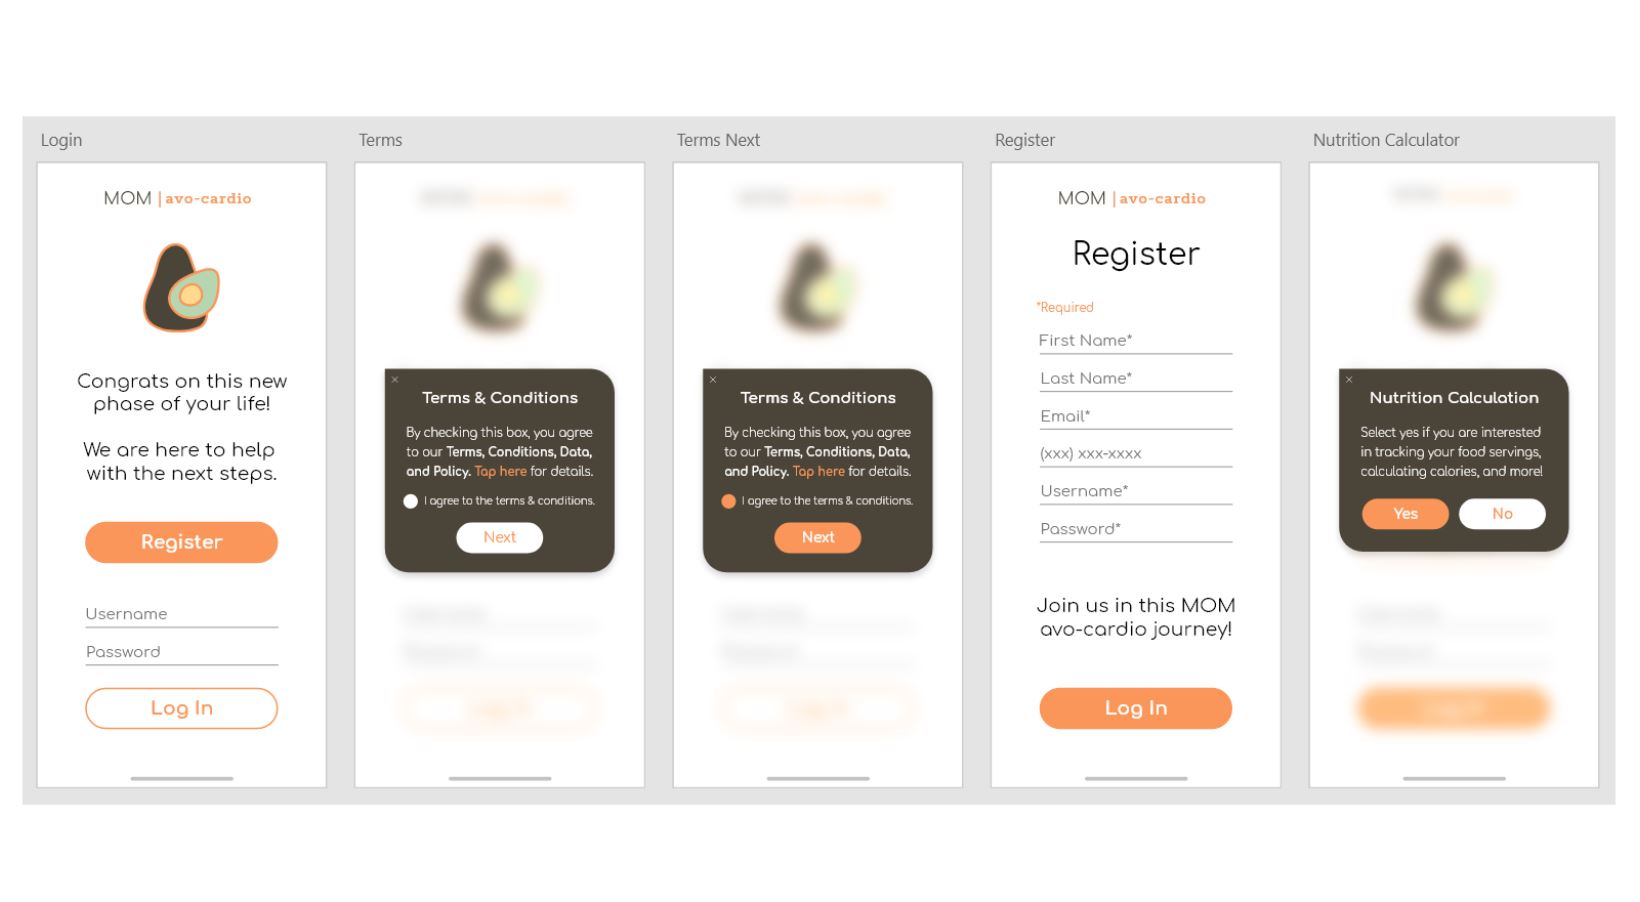 Login
MOM | avo-cardio
Congrats on this new
phase of your life!
We are here to help
with the next steps.
Register
Username
Password
Log In
Terms
Terms & Conditions
By checking this box, you agree
to our Terms, Conditions, Data,
and Policy. Tap here for details.
I agree to the terms & conditions.
Next
Terms Next
Terms & Conditions
By checking this box, you agree
to our Terms, Conditions, Data,
and Policy. Tap here for details.
I agree to the terms & conditions.
Next
Register
MOM | avo-cardio
Register
*Required
First Name*
Last Name*
Email*
(xxx) xxx-xxxx
Username*
Password*
Join us in this MOM
avo-cardio journey!
Log In
Nutrition Calculator
Nutrition Calculation
Select yes if you are interested
in tracking your food servings,
calculating calories, and more!
Yes
No